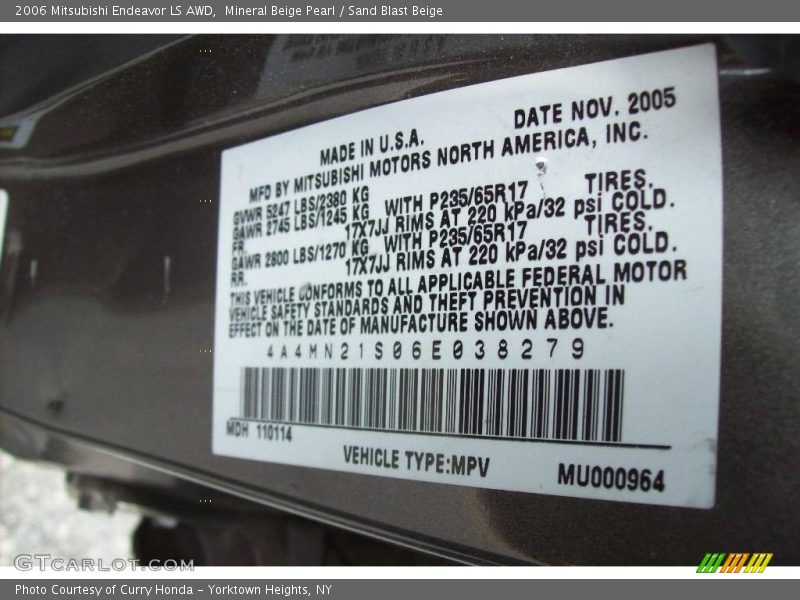 2006 Mitsubishi Endeavor LS AWD,  Mineral Beige Pearl / Sand Blast Beige
MADE IN U.S.A. DATE NOV. 2005
MFD BY MITSUBISHI MOTORS NORTH AMERICA, INC.
GVWR 5247 LBS/2380 KG
GAWR 2745 LBS/1245 KG WITH P235/65R17 TIRES.
FR. 17X7JJ RIMS AT 220 kPa/32 psi COLD.
GAWR 2800 LBS/1270 KG WITH P235/65R17 TIRES.
RR. 17X7JJ RIMS AT 220 kPa/32 psi COLD.
THIS VEHICLE CONFORMS TO ALL APPLICABLE FEDERAL MOTOR
VEHICLE SAFETY STANDARDS AND THEFT PREVENTION IN
EFFECT ON THE DATE OF MANUFACTURE SHOWN ABOVE.
4A4MN21S06E038279
MDH 110114
VEHICLE TYPE:MPV MU000964
GTCARLOT.COM
Photo Courtesy of Curry Honda - Yorktown Heights, NY